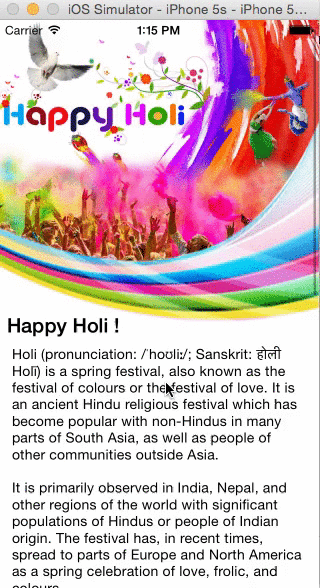 iOS Simulator - iPhone 5s - iPhone 5...
Carrier 1:15 PM
Happy Holi
Happy Holi !
Holi (pronunciation: /ˈhoʊliː/; Sanskrit: होली
Holī) is a spring festival, also known as the
festival of colours or the festival of love. It is
an ancient Hindu religious festival which has
become popular with non-Hindus in many
parts of South Asia, as well as people of
other communities outside Asia.
It is primarily observed in India, Nepal, and
other regions of the world with significant
populations of Hindus or people of Indian
origin. The festival has, in recent times,
spread to parts of Europe and North America
as a spring celebration of love, frolic, and
colours